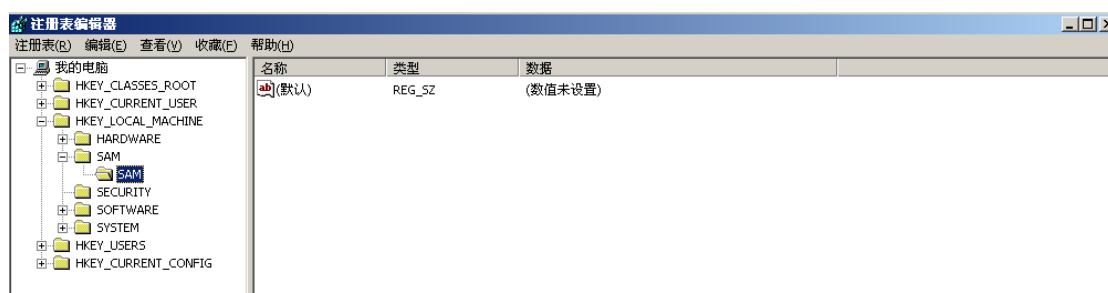 注册表编辑器
注册表(R) 编辑(E) 查看(V) 收藏(F) 帮助(H)
我的电脑
HKEY_CLASSES_ROOT
HKEY_CURRENT_USER
HKEY_LOCAL_MACHINE
HARDWARE
SAM
SAM
SECURITY
SOFTWARE
SYSTEM
HKEY_USERS
HKEY_CURRENT_CONFIG
名称 类型 数据
ab (默认) REG_SZ (数值未设置)